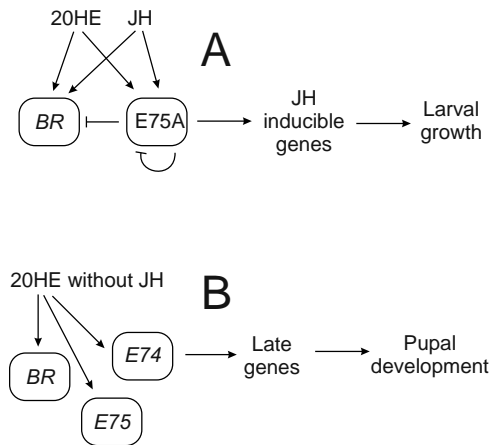 20HE JH
A
BR E75A
JH
inducible
genes
Larval
growth
20HE without JH
B
E74
BR
E75
Late
genes
Pupal
development